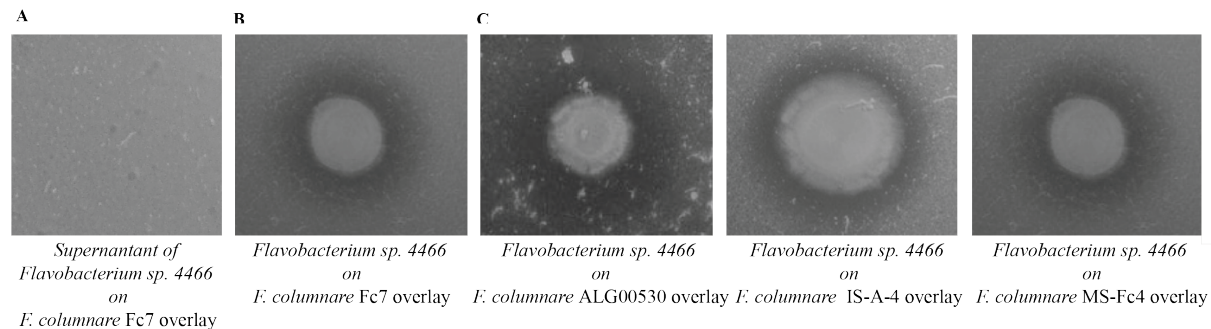 A
Supernantant of
Flavobacterium sp. 4466
on
F. columnare Fc7 overlay
B
Flavobacterium sp. 4466
on
F. columnare Fc7 overlay
C
Flavobacterium sp. 4466
on
F. columnare ALG00530 overlay
Flavobacterium sp. 4466
on
F. columnare IS-A-4 overlay
Flavobacterium sp. 4466
on
F. columnare MS-Fc4 overlay